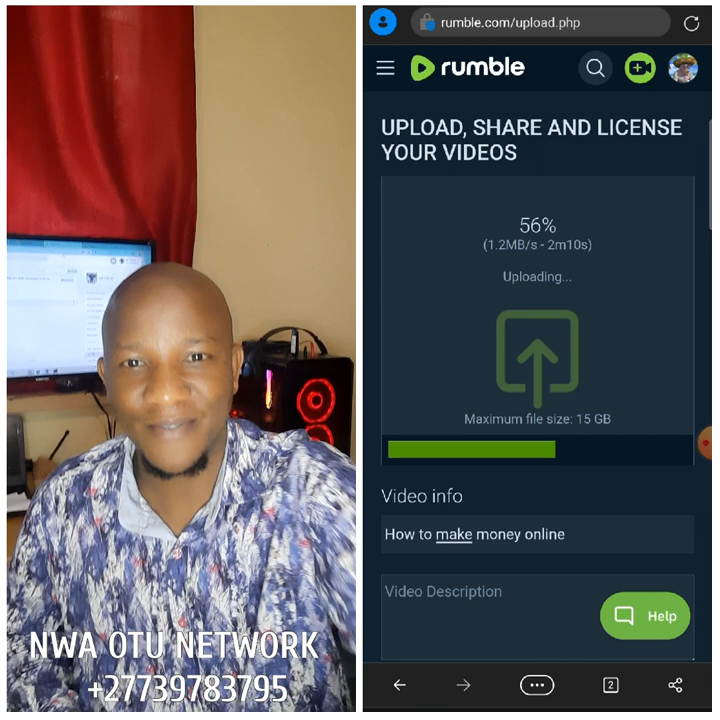 NWA OTU NETWORK
+27739783795
rumble.com/upload.php
rumble
UPLOAD, SHARE AND LICENSE
YOUR VIDEOS
56%
(1.2MB/s - 2m10s)
Uploading...
Maximum file size: 15 GB
Video info
How to make money online
Video Description
Help
2